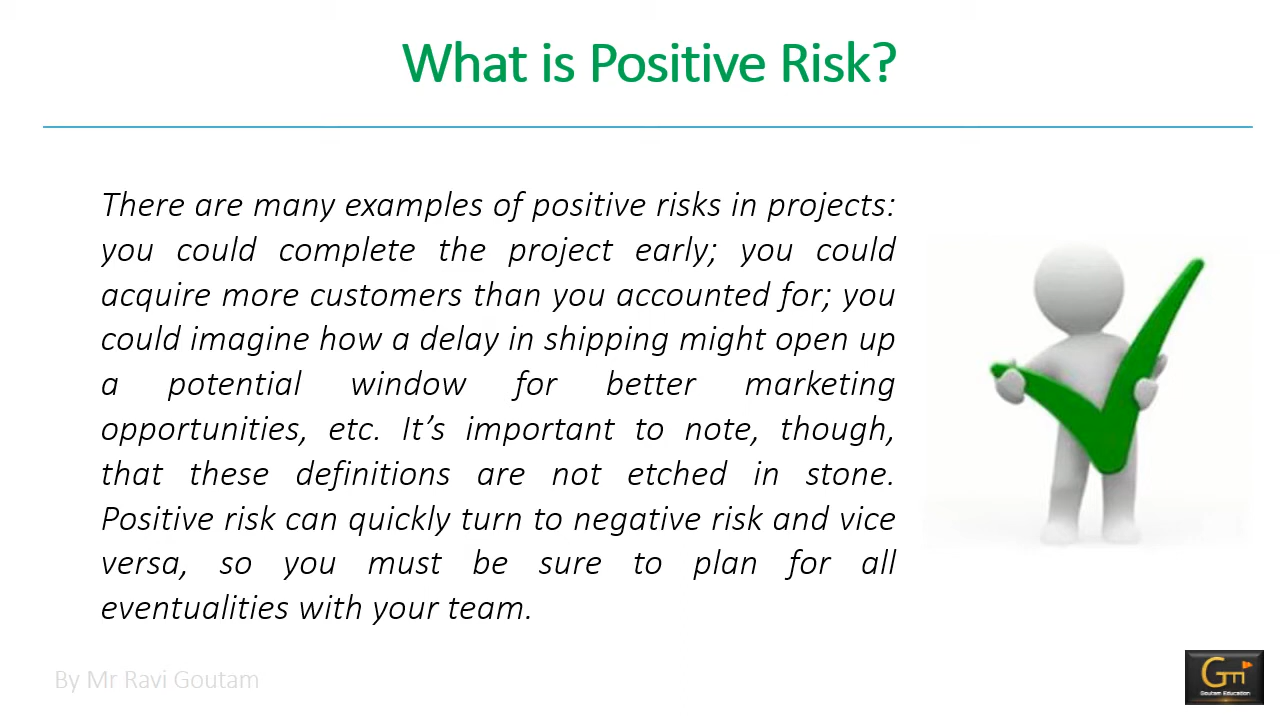 What is Positive Risk?
There are many examples of positive risks in projects:
you could complete the project early; you could
acquire more customers than you accounted for; you
could imagine how a delay in shipping might open up
a potential window for better marketing
opportunities, etc. It’s important to note, though,
that these definitions are not etched in stone.
Positive risk can quickly turn to negative risk and vice
versa, so you must be sure to plan for all
eventualities with your team.
By Mr Ravi Goutam
Goutam Education